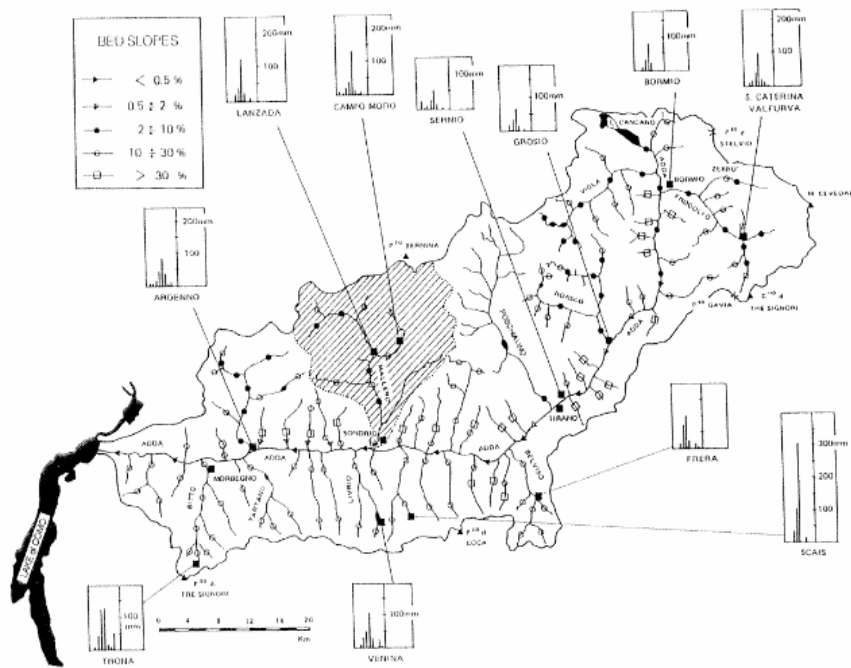 BED SLOPES
< 0.5 %
0.5 ÷ 2 %
2 ÷ 10 %
10 ÷ 30 %
> 30 %
200mm
100
LANZADA
200mm
100
CAMPO MORO
100mm
SERNIO
100mm
GROSIO
100mm
BORMIO
200mm
100
S. CATERINA
VALFURVA
200mm
100
ARDENNO
L. CANCANO
STELVIO
ADDA
VIOLA
BORMIO
ZEBRU'
FRODOLFO
M. CEVEDALE
BERNINA
ROASCO
GAVIA
TRE SIGNORI
POSCHIAVINO
ADDA
MALLERO
TIRANO
SONDRIO
ADDA
ADDA
ADDA
BELVISO
MORBEGNO
BITTO
TARTANO
LIVRIO
LAKE of COMO
COCA
TRE SIGNORI
100mm
FRERA
300mm
200
100
SCAIS
100
mm
TRONA
0 4 8 12 16 20
Km
100mm
VENINA